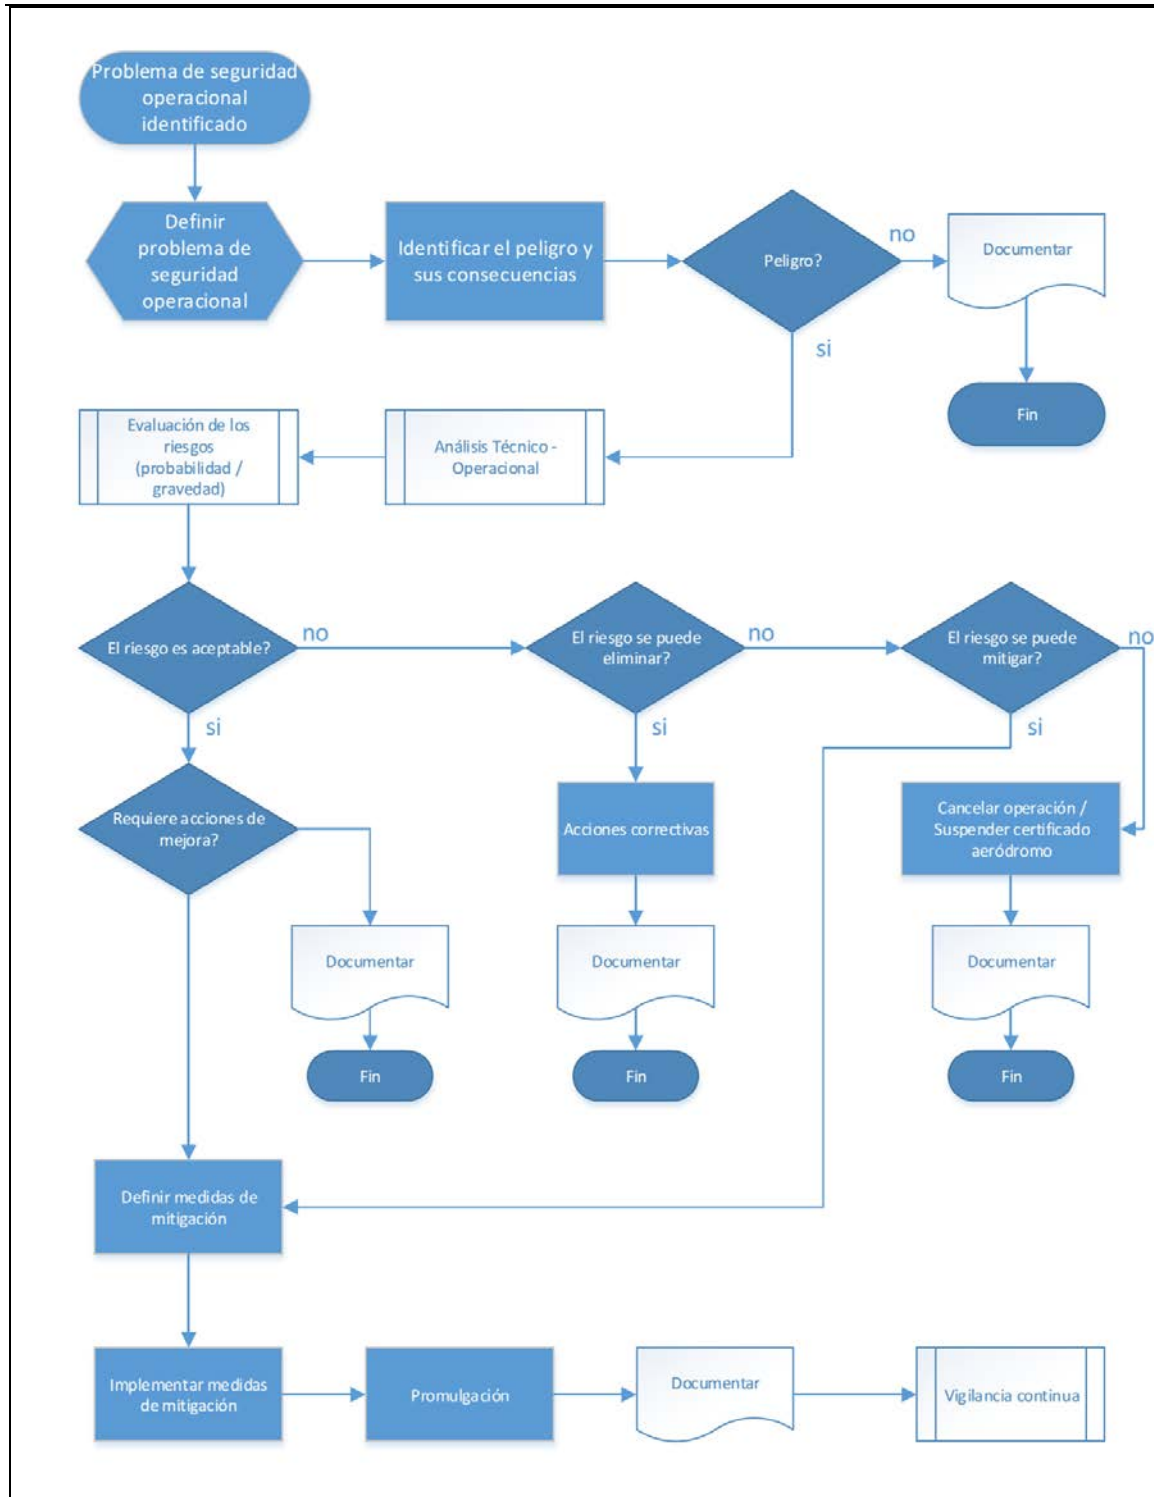 Problema de seguridad
operacional
identificado
Definir
problema de
seguridad
operacional
Identificar el peligro y
sus consecuencias
Peligro?
no
Documentar
si
Fin
Evaluación de los
riesgos
(probabilidad /
gravedad)
Análisis Técnico -
Operacional
El riesgo es aceptable?
no
El riesgo se puede
eliminar?
no
El riesgo se puede
mitigar?
no
si
si
si
Requiere acciones de
mejora?
Acciones correctivas
Cancelar operación /
Suspender certificado
aeródromo
Documentar
Documentar
Documentar
Fin
Fin
Fin
Definir medidas de
mitigación
Implementar medidas
de mitigación
Promulgación
Documentar
Vigilancia continua